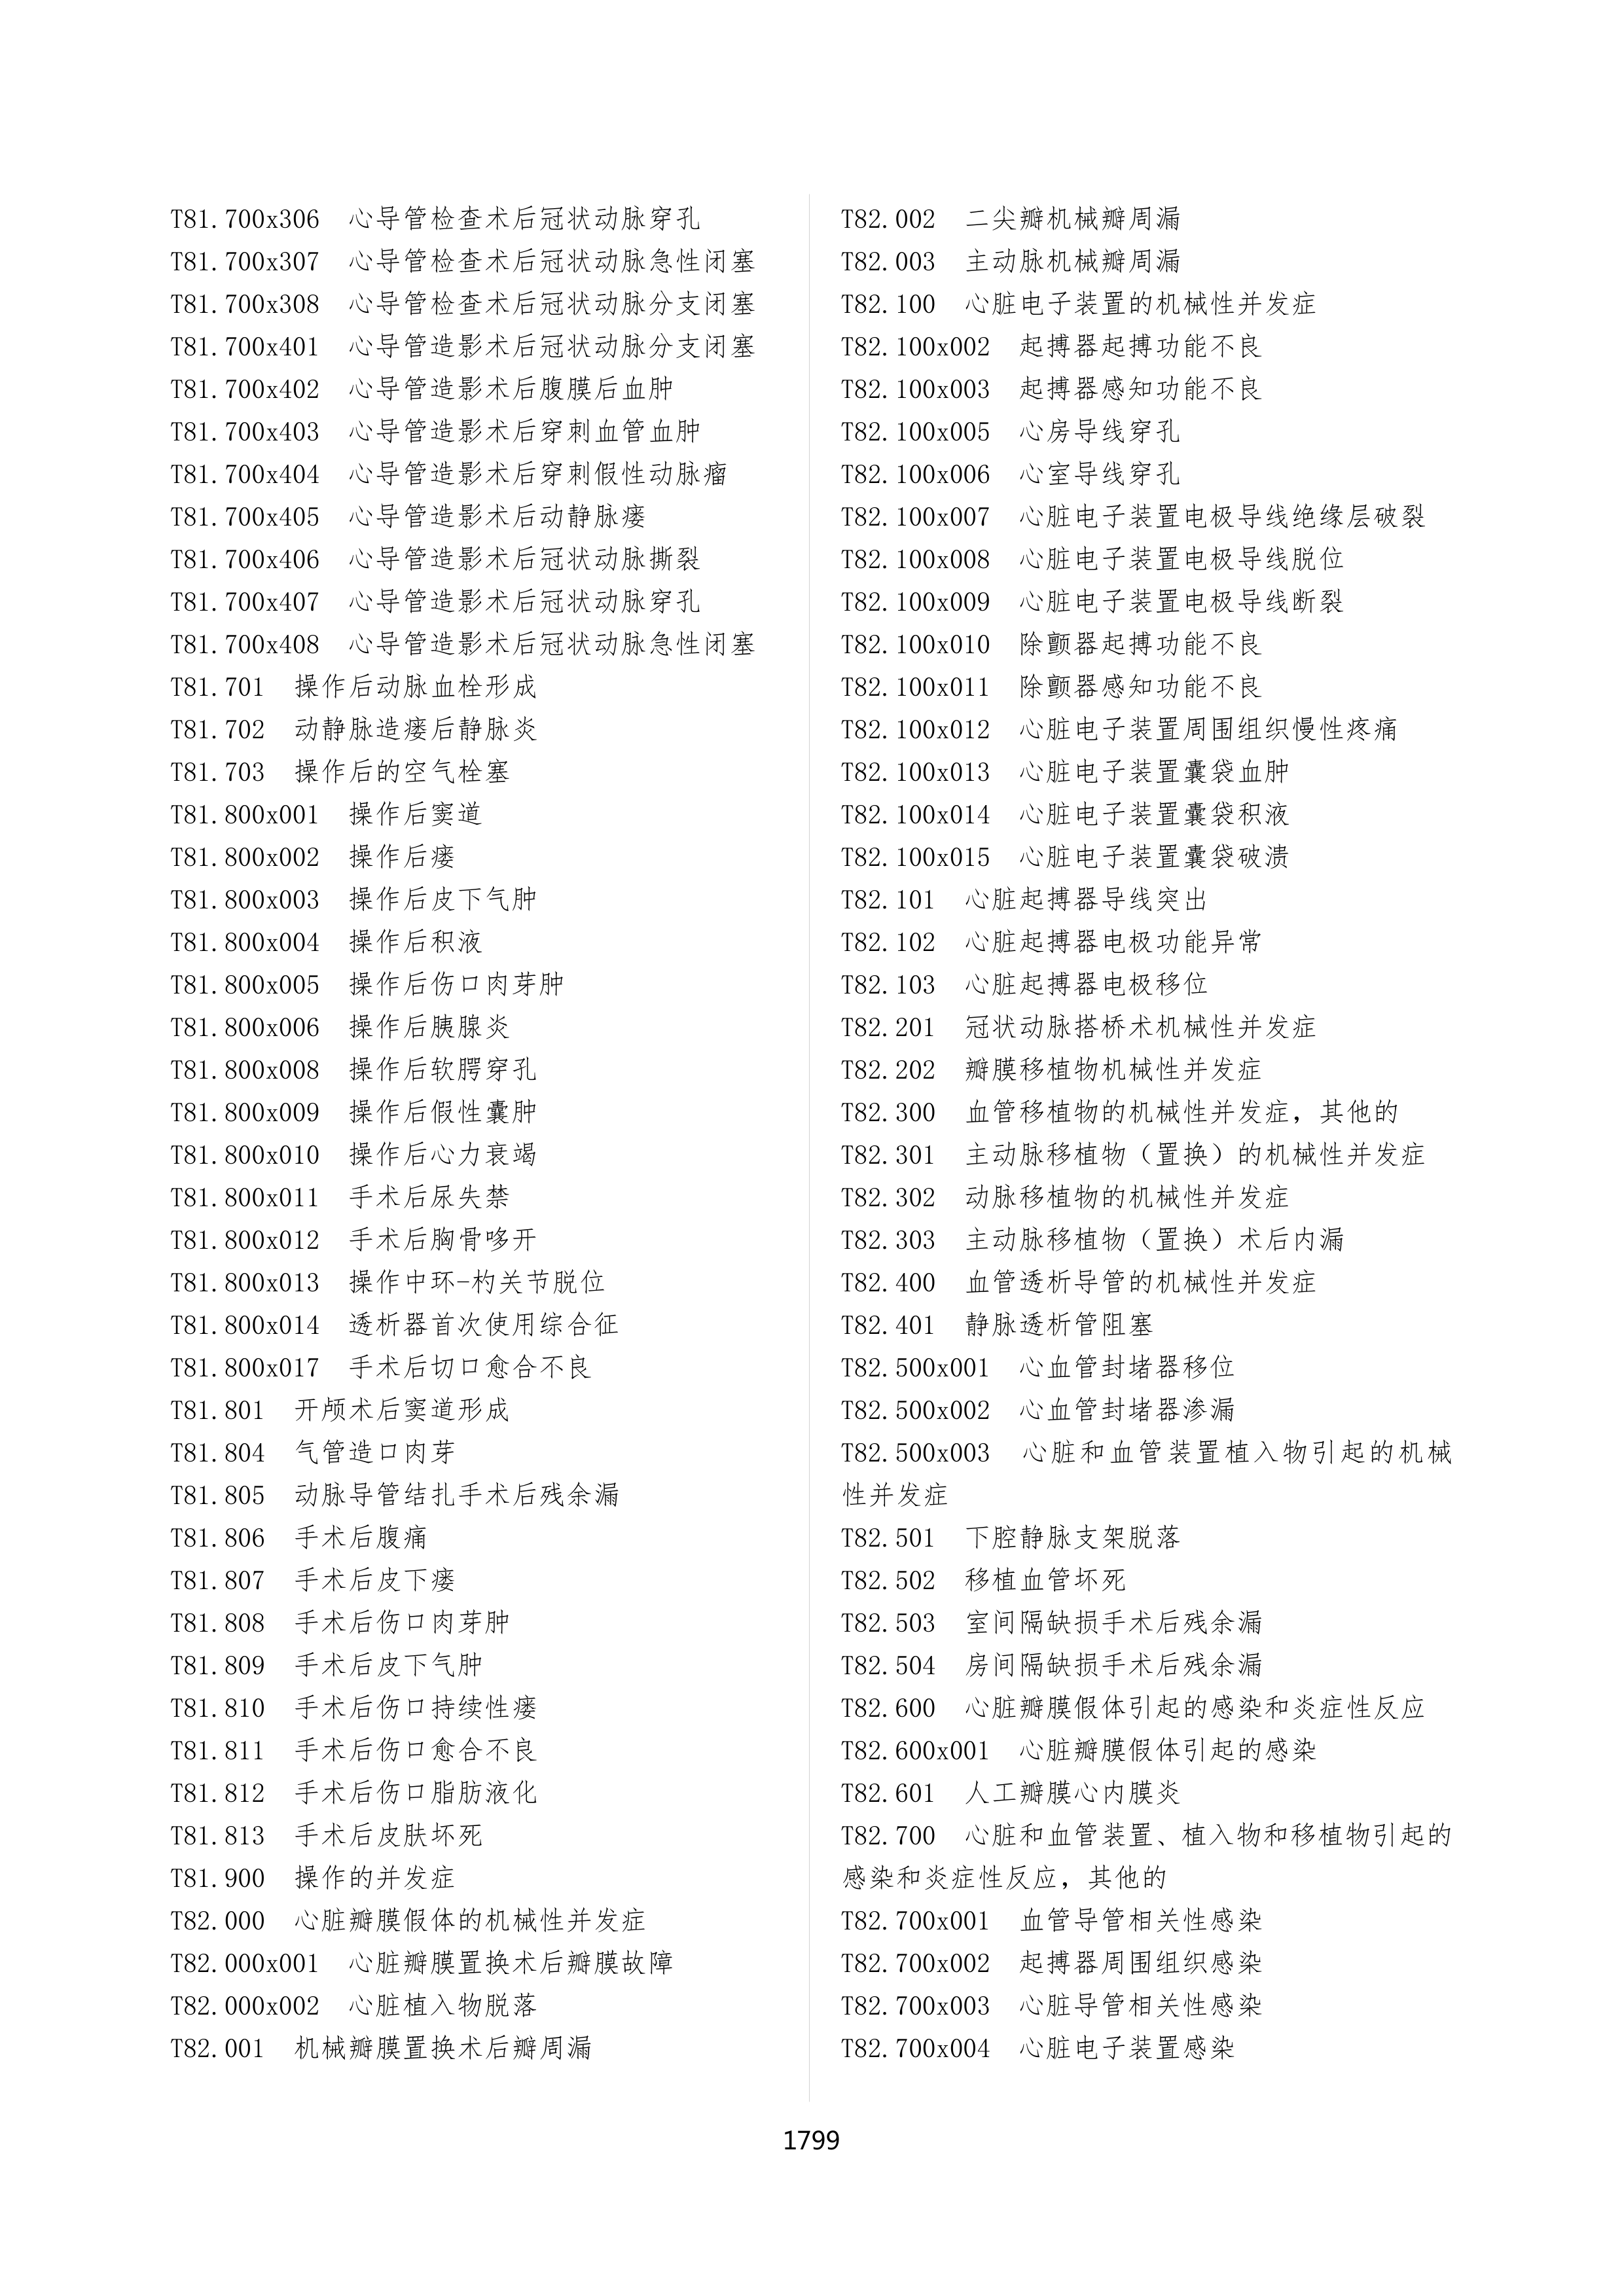 T81.700x306 心导管检查术后冠状动脉穿孔
T81.700x307 心导管检查术后冠状动脉急性闭塞
T81.700x308 心导管检查术后冠状动脉分支闭塞
T81.700x401 心导管造影术后冠状动脉分支闭塞
T81.700x402 心导管造影术后腹膜后血肿
T81.700x403 心导管造影术后穿刺血管血肿
T81.700x404 心导管造影术后穿刺假性动脉瘤
T81.700x405 心导管造影术后动静脉瘘
T81.700x406 心导管造影术后冠状动脉撕裂
T81.700x407 心导管造影术后冠状动脉穿孔
T81.700x408 心导管造影术后冠状动脉急性闭塞
T81.701 操作后动脉血栓形成
T81.702 动静脉造瘘后静脉炎
T81.703 操作后的空气栓塞
T81.800x001 操作后窦道
T81.800x002 操作后瘘
T81.800x003 操作后皮下气肿
T81.800x004 操作后积液
T81.800x005 操作后伤口肉芽肿
T81.800x006 操作后胰腺炎
T81.800x008 操作后软腭穿孔
T81.800x009 操作后假性囊肿
T81.800x010 操作后心力衰竭
T81.800x011 手术后尿失禁
T81.800x012 手术后胸骨哆开
T81.800x013 操作中环-杓关节脱位
T81.800x014 透析器首次使用综合征
T81.800x017 手术后切口愈合不良
T81.801 开颅术后窦道形成
T81.804 气管造口肉芽
T81.805 动脉导管结扎手术后残余漏
T81.806 手术后腹痛
T81.807 手术后皮下瘘
T81.808 手术后伤口肉芽肿
T81.809 手术后皮下气肿
T81.810 手术后伤口持续性瘘
T81.811 手术后伤口愈合不良
T81.812 手术后伤口脂肪液化
T81.813 手术后皮肤坏死
T81.900 操作的并发症
T82.000 心脏瓣膜假体的机械性并发症
T82.000x001 心脏瓣膜置换术后瓣膜故障
T82.000x002 心脏植入物脱落
T82.001 机械瓣膜置换术后瓣周漏
T82.002 二尖瓣机械瓣周漏
T82.003 主动脉机械瓣周漏
T82.100 心脏电子装置的机械性并发症
T82.100x002 起搏器起搏功能不良
T82.100x003 起搏器感知功能不良
T82.100x005 心房导线穿孔
T82.100x006 心室导线穿孔
T82.100x007 心脏电子装置电极导线绝缘层破裂
T82.100x008 心脏电子装置电极导线脱位
T82.100x009 心脏电子装置电极导线断裂
T82.100x010 除颤器起搏功能不良
T82.100x011 除颤器感知功能不良
T82.100x012 心脏电子装置周围组织慢性疼痛
T82.100x013 心脏电子装置囊袋血肿
T82.100x014 心脏电子装置囊袋积液
T82.100x015 心脏电子装置囊袋破溃
T82.101 心脏起搏器导线突出
T82.102 心脏起搏器电极功能异常
T82.103 心脏起搏器电极移位
T82.201 冠状动脉搭桥术机械性并发症
T82.202 瓣膜移植物机械性并发症
T82.300 血管移植物的机械性并发症，其他的
T82.301 主动脉移植物（置换）的机械性并发症
T82.302 动脉移植物的机械性并发症
T82.303 主动脉移植物（置换）术后内漏
T82.400 血管透析导管的机械性并发症
T82.401 静脉透析管阻塞
T82.500x001 心血管封堵器移位
T82.500x002 心血管封堵器渗漏
T82.500x003 心脏和血管装置植入物引起的机械
性并发症
T82.501 下腔静脉支架脱落
T82.502 移植血管坏死
T82.503 室间隔缺损手术后残余漏
T82.504 房间隔缺损手术后残余漏
T82.600 心脏瓣膜假体引起的感染和炎症性反应
T82.600x001 心脏瓣膜假体引起的感染
T82.601 人工瓣膜心内膜炎
T82.700 心脏和血管装置、植入物和移植物引起的
感染和炎症性反应，其他的
T82.700x001 血管导管相关性感染
T82.700x002 起搏器周围组织感染
T82.700x003 心脏导管相关性感染
T82.700x004 心脏电子装置感染
1799